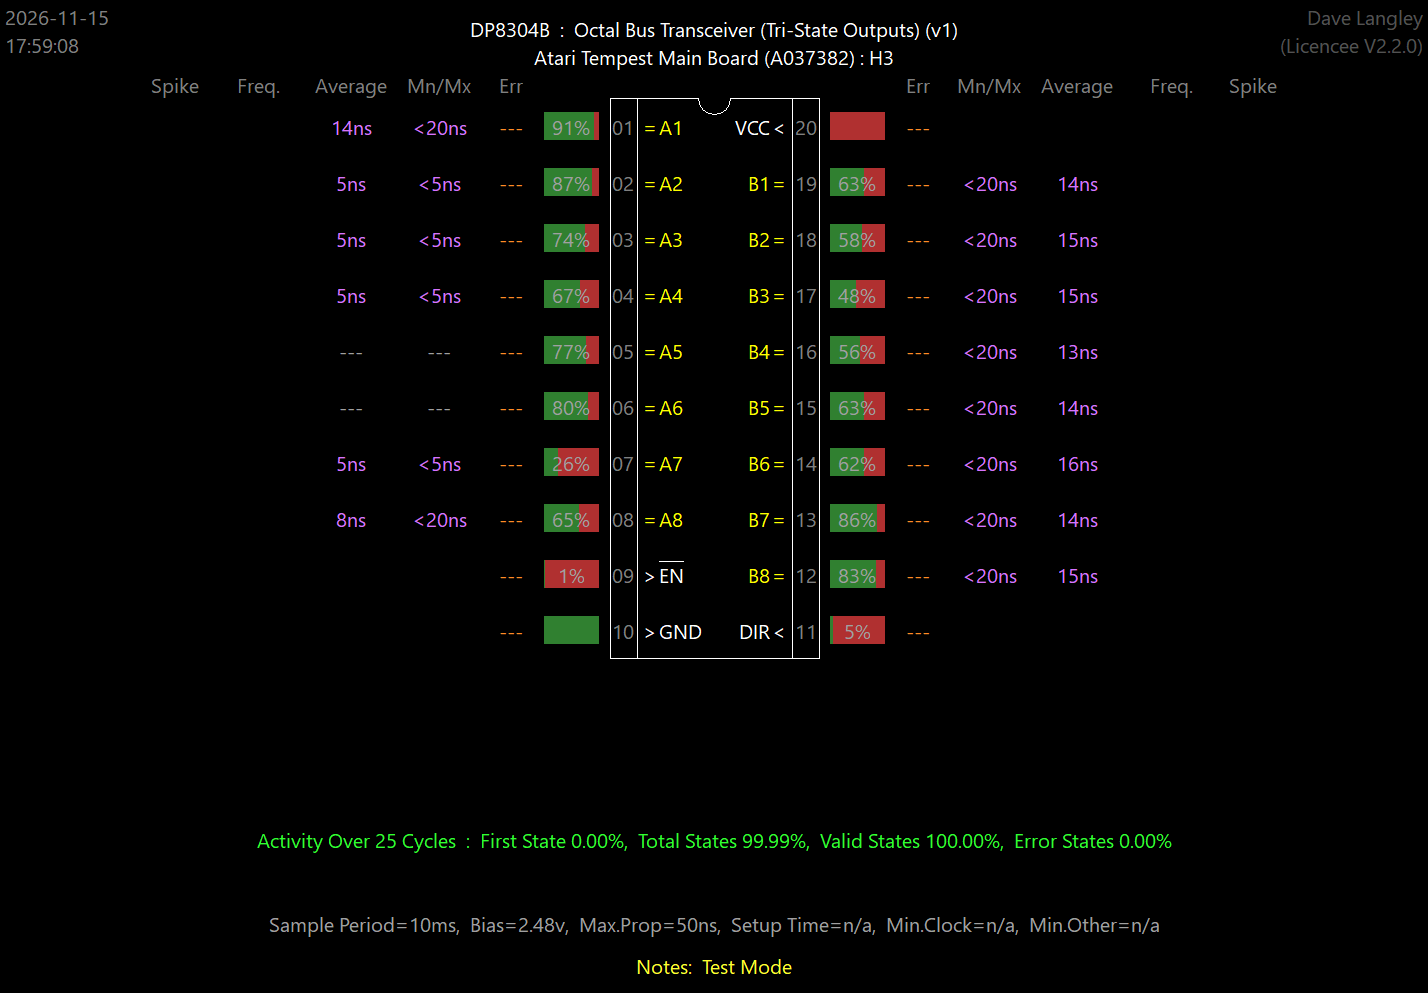 2026-11-15
17:59:08
DP8304B : Octal Bus Transceiver (Tri-State Outputs) (v1)
Atari Tempest Main Board (A037382) : H3
Dave Langley
(Licencee V2.2.0)
Spike Freq. Average Mn/Mx Err Err Mn/Mx Average Freq. Spike
14ns <20ns --- 91% 01 = A1 VCC < 20 ---
5ns <5ns --- 87% 02 = A2 B1 = 19 63% --- <20ns 14ns
5ns <5ns --- 74% 03 = A3 B2 = 18 58% --- <20ns 15ns
5ns <5ns --- 67% 04 = A4 B3 = 17 48% --- <20ns 15ns
--- --- --- 77% 05 = A5 B4 = 16 56% --- <20ns 13ns
--- --- --- 80% 06 = A6 B5 = 15 63% --- <20ns 14ns
5ns <5ns --- 26% 07 = A7 B6 = 14 62% --- <20ns 16ns
8ns <20ns --- 65% 08 = A8 B7 = 13 86% --- <20ns 14ns
--- 1% 09 > EN B8 = 12 83% --- <20ns 15ns
--- 10 > GND DIR < 11 5% ---
Activity Over 25 Cycles : First State 0.00%, Total States 99.99%, Valid States 100.00%, Error States 0.00%
Sample Period=10ms, Bias=2.48v, Max.Prop=50ns, Setup Time=n/a, Min.Clock=n/a, Min.Other=n/a
Notes: Test Mode